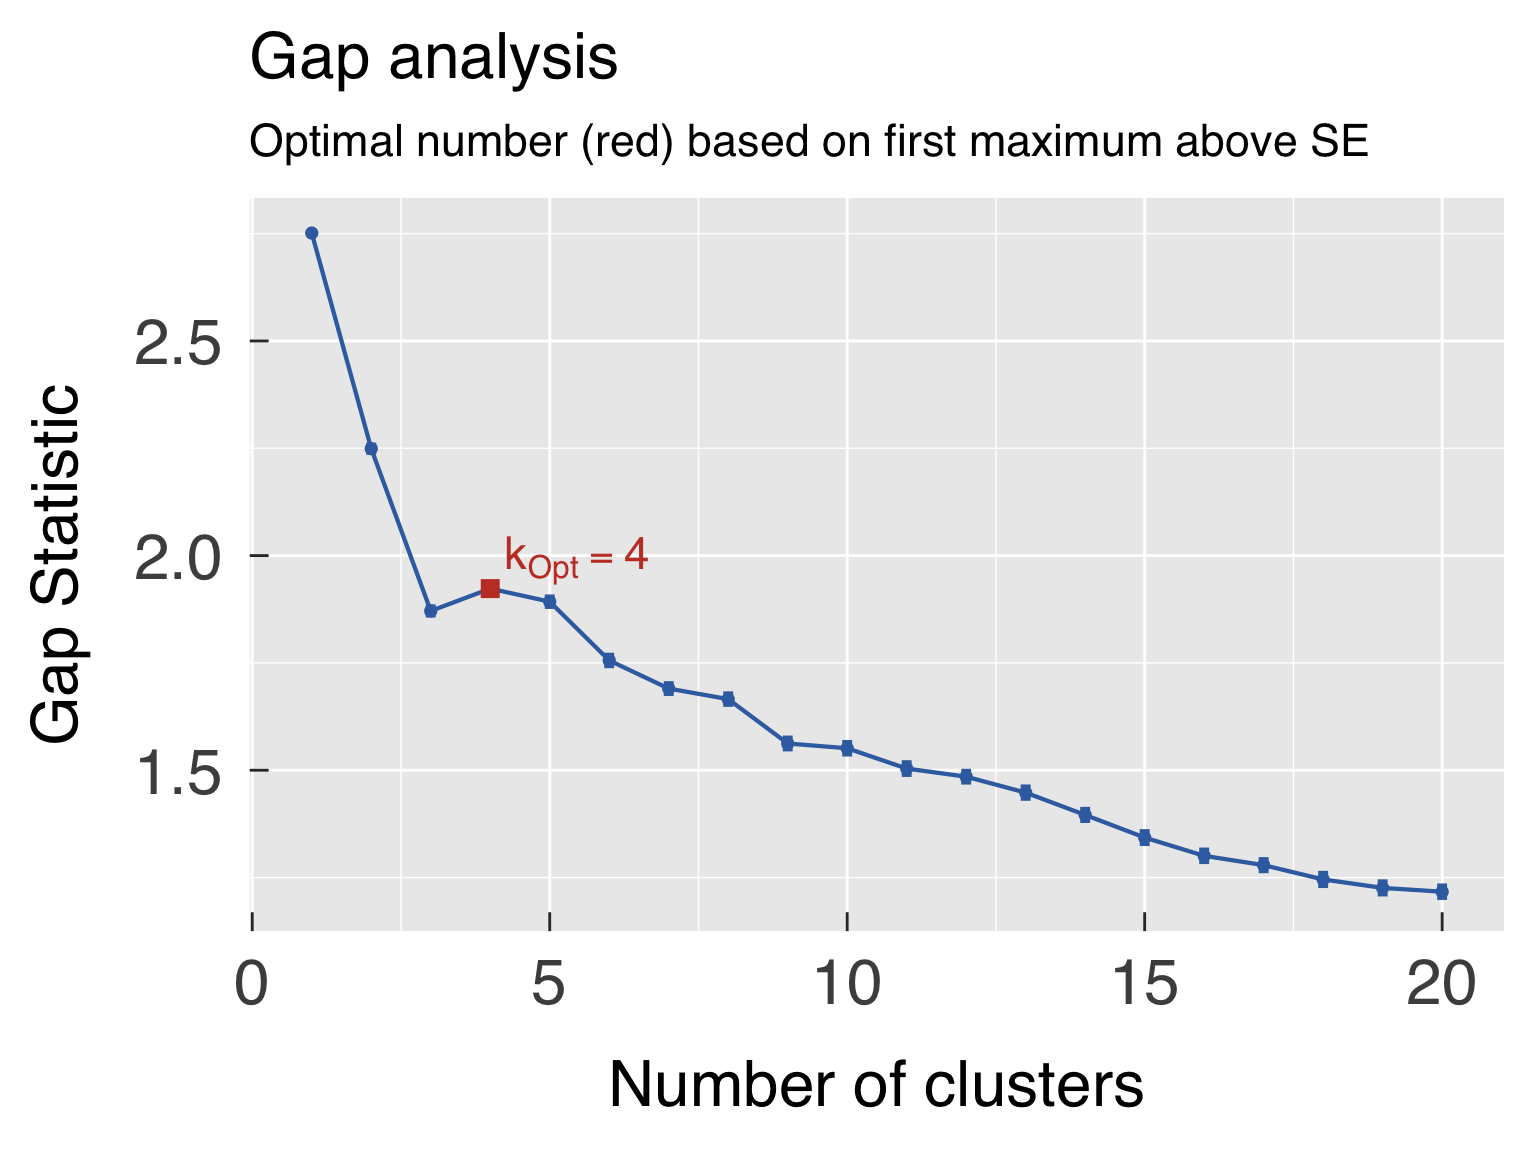 Gap analysis
Optimal number (red) based on first maximum above SE
Gap Statistic
2.5
2.0
1.5
kOpt = 4
0 5 10 15 20
Number of clusters